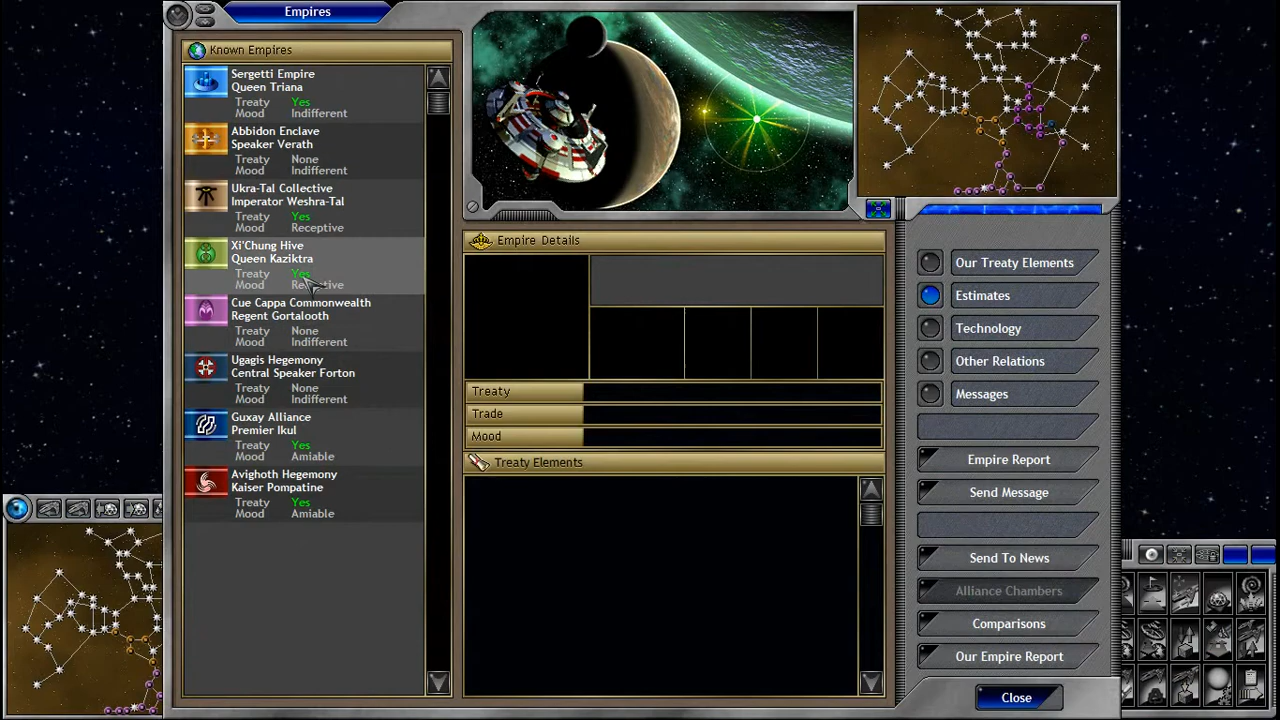 Empires
Known Empires
Sergetti Empire
Queen Triana
Treaty Yes
Mood Indifferent
Abbidon Enclave
Speaker Verath
Treaty None
Mood Indifferent
Ukra-Tal Collective
Imperator Weshra-Tal
Treaty Yes
Mood Receptive
Xi'Chung Hive
Queen Kaziktra
Treaty Yes
Mood Receptive
Cue Cappa Commonwealth
Regent Gortalooth
Treaty None
Mood Indifferent
Ugagis Hegemony
Central Speaker Forton
Treaty None
Mood Indifferent
Guxay Alliance
Premier Ikul
Treaty Yes
Mood Amiable
Avighoth Hegemony
Kaiser Pompatine
Treaty Yes
Mood Amiable
Empire Details
Treaty
Trade
Mood
Treaty Elements
Our Treaty Elements
Estimates
Technology
Other Relations
Messages
Empire Report
Send Message
Send To News
Alliance Chambers
Comparisons
Our Empire Report
Close